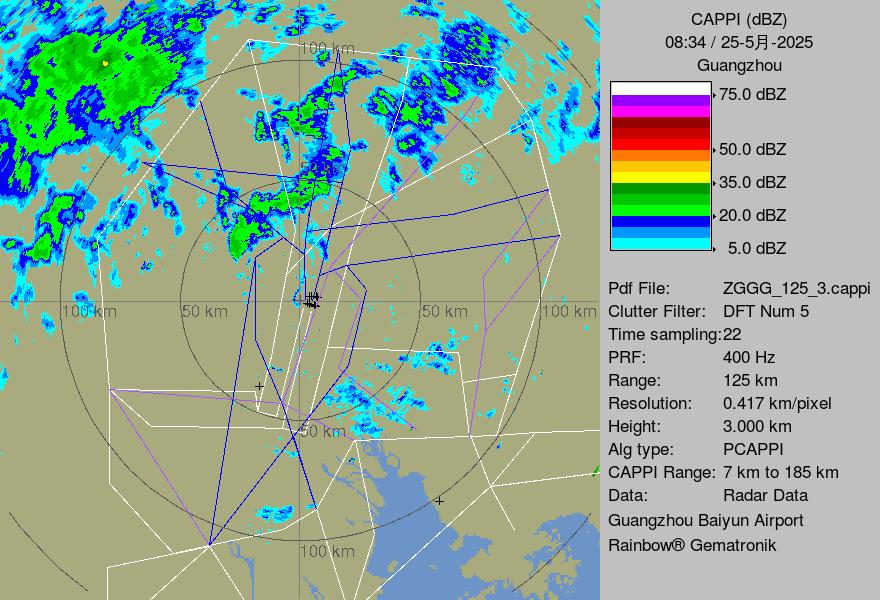 CAPPI (dBZ)
08:34 / 25-5月-2025
Guangzhou
75.0 dBZ
50.0 dBZ
35.0 dBZ
20.0 dBZ
5.0 dBZ
Pdf File: ZGGG_125_3.cappi
Clutter Filter: DFT Num 5
Time sampling:22
PRF: 400 Hz
Range: 125 km
Resolution: 0.417 km/pixel
Height: 3.000 km
Alg type: PCAPPI
CAPPI Range: 7 km to 185 km
Data: Radar Data
Guangzhou Baiyun Airport
Rainbow® Gematronik
100 km
50 km
100 km
50 km
50 km
100 km
50 km
100 km